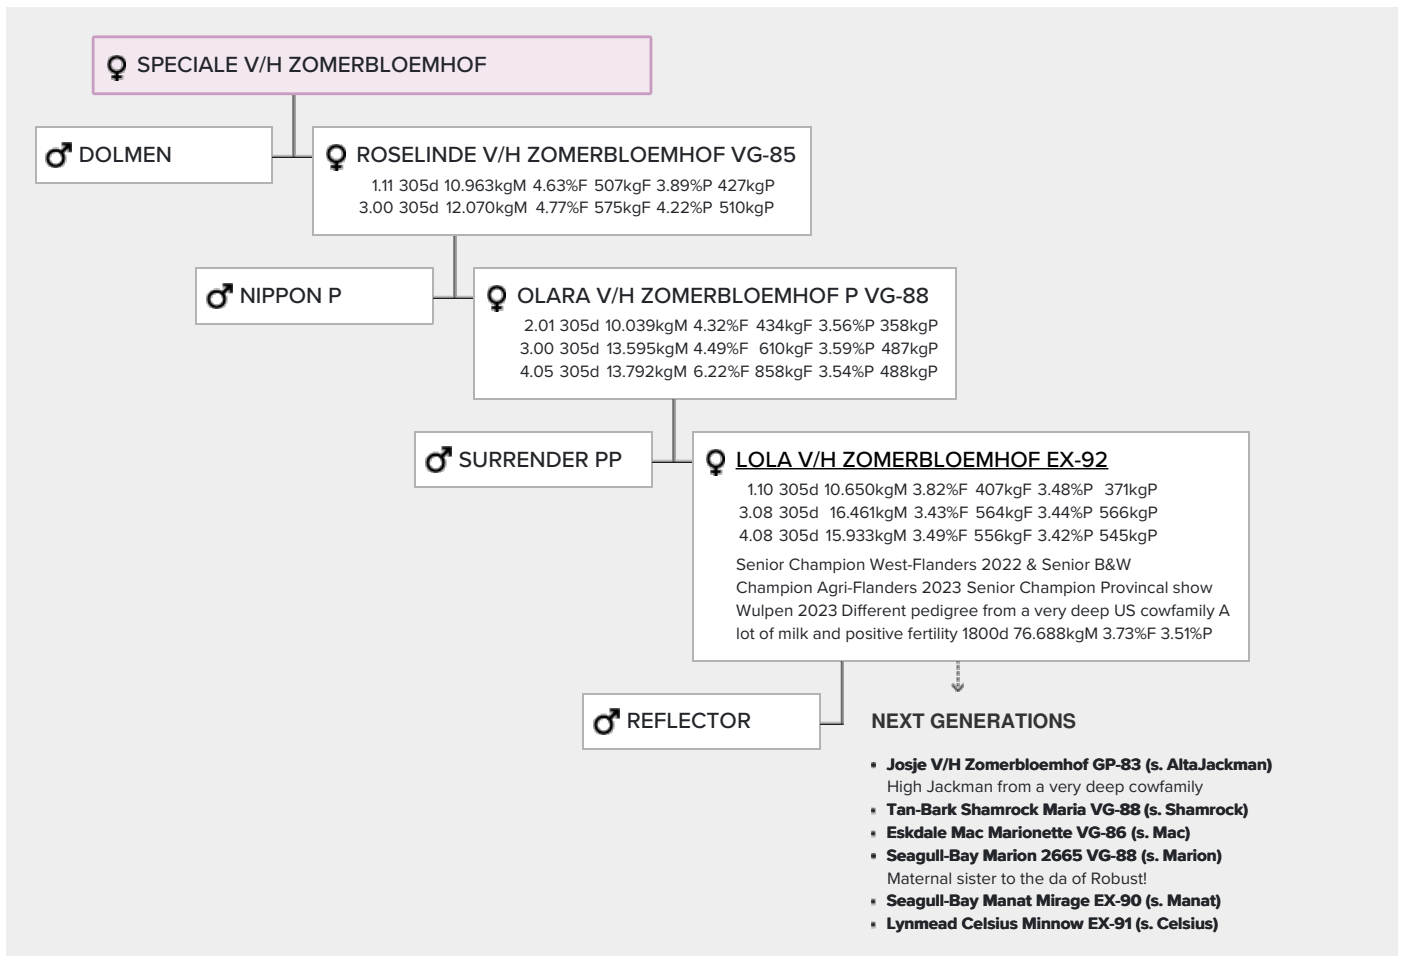 SPECIALE V/H ZOMERBLOEMHOF
DOLMEN
ROSELINDE V/H ZOMERBLOEMHOF VG-85
1.11 305d 10.963kgM 4.63%F 507kgF 3.89%P 427kgP
3.00 305d 12.070kgM 4.77%F 575kgF 4.22%P 510kgP
NIPPON P
OLARA V/H ZOMERBLOEMHOF P VG-88
2.01 305d 10.039kgM 4.32%F 434kgF 3.56%P 358kgP
3.00 305d 13.595kgM 4.49%F 610kgF 3.59%P 487kgP
4.05 305d 13.792kgM 6.22%F 858kgF 3.54%P 488kgP
SURRENDER PP
LOLA V/H ZOMERBLOEMHOF EX-92
1.10 305d 10.650kgM 3.82%F 407kgF 3.48%P 371kgP
3.08 305d 16.461kgM 3.43%F 564kgF 3.44%P 566kgP
4.08 305d 15.933kgM 3.49%F 556kgF 3.42%P 545kgP
Senior Champion West-Flanders 2022 & Senior B&W
Champion Agri-Flanders 2023 Senior Champion Provincal show
Wulpen 2023 Different pedigree from a very deep US cowfamily A
lot of milk and positive fertility 1800d 76.688kgM 3.73%F 3.51%P
REFLECTOR
NEXT GENERATIONS
▪ Josje V/H Zomerbloemhof GP-83 (s. AltaJackman)
High Jackman from a very deep cowfamily
▪ Tan-Bark Shamrock Maria VG-88 (s. Shamrock)
▪ Eskdale Mac Marionette VG-86 (s. Mac)
▪ Seagull-Bay Marion 2665 VG-88 (s. Marion)
Maternal sister to the da of Robust!
▪ Seagull-Bay Manat Mirage EX-90 (s. Manat)
▪ Lynmead Celsius Minnow EX-91 (s. Celsius)